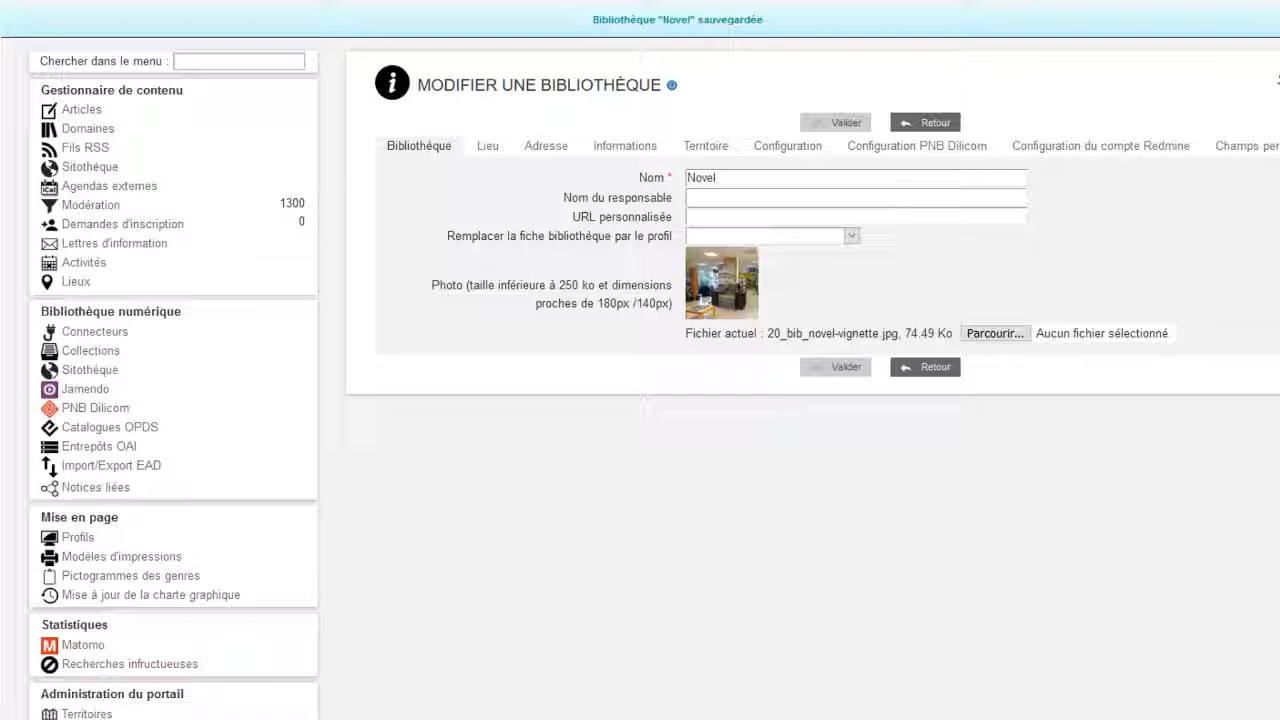 Bibliothèque "Novel" sauvegardée
Chercher dans le menu :
Gestionnaire de contenu
Articles
Domaines
Fils RSS
Sitothèque
Agendas externes
Modération 1300
Demandes d'inscription 0
Lettres d'information
Activités
Lieux
Bibliothèque numérique
Connecteurs
Collections
Sitothèque
Jamendo
PNB Dilicom
Catalogues OPDS
Entrepôts OAI
Import/Export EAD
Notices liées
Mise en page
Profils
Modèles d'impressions
Pictogrammes des genres
Mise à jour de la charte graphique
Statistiques
Matomo
Recherches infructueuses
Administration du portail
Territoires
MODIFIER UNE BIBLIOTHÈQUE
Valider Retour
Bibliothèque Lieu Adresse Informations Territoire Configuration Configuration PNB Dilicom Configuration du compte Redmine Champs per
Nom * Novel
Nom du responsable
URL personnalisée
Remplacer la fiche bibliothèque par le profil
Photo (taille inférieure à 250 ko et dimensions
proches de 180px /140px)
Fichier actuel : 20_bib_novel-vignette.jpg, 74.49 Ko Parcourir... Aucun fichier sélectionné.
Valider Retour